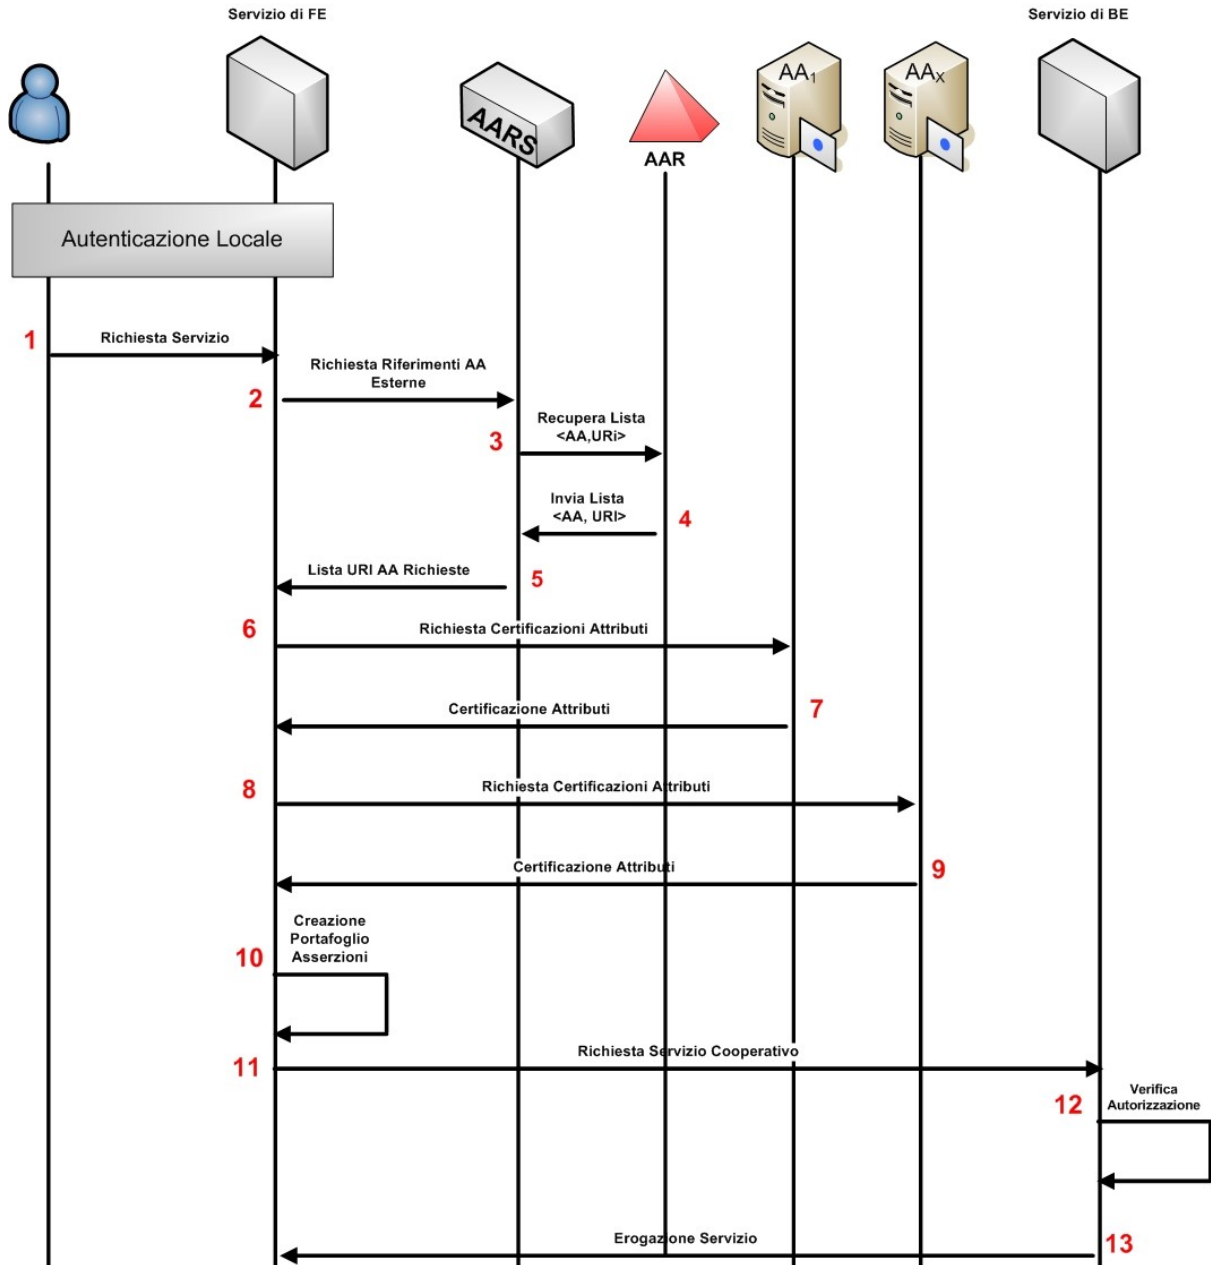 Servizio di FE
Servizio di BE
AARS
AAR
AA1
AAX
Autenticazione Locale
1
Richiesta Servizio
2
Richiesta Riferimenti AA
Esterne
3
Recupera Lista
<AA,URi>
Invia Lista
<AA, URI>
4
Lista URI AA Richieste
5
6
Richiesta Certificazioni Attributi
Certificazione Attributi
7
8
Richiesta Certificazioni Attributi
Certificazione Attributi
9
Creazione
Portafoglio
Asserzioni
10
11
Richiesta Servizio Cooperativo
12
Verifica
Autorizzazione
Erogazione Servizio
13